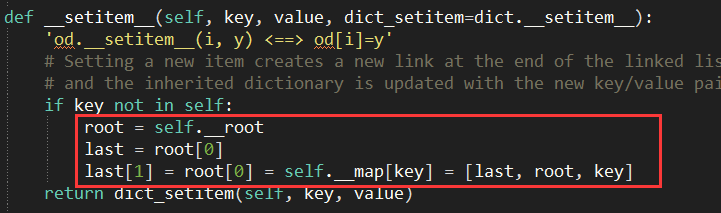 def __setitem__(self, key, value, dict_setitem=dict.__setitem__):
    'od.__setitem__(i, y) <==> od[i]=y'
    # Setting a new item creates a new link at the end of the linked lis
    # and the inherited dictionary is updated with the new key/value pai
    if key not in self:
        root = self.__root
        last = root[0]
        last[1] = root[0] = self.__map[key] = [last, root, key]
    return dict_setitem(self, key, value)